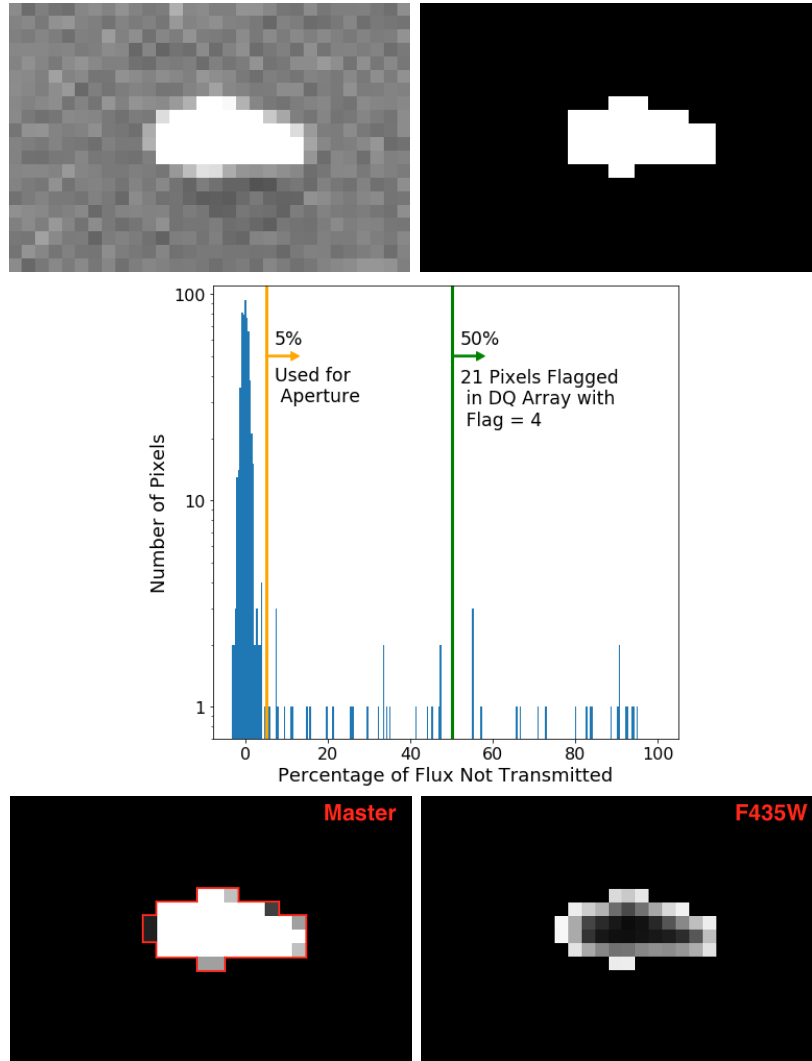 100
10
1
Number of Pixels
5%
Used for
Aperture
50%
21 Pixels Flagged
in DQ Array with
Flag = 4
0
20
40
60
80
100
Percentage of Flux Not Transmitted
Master
F435W